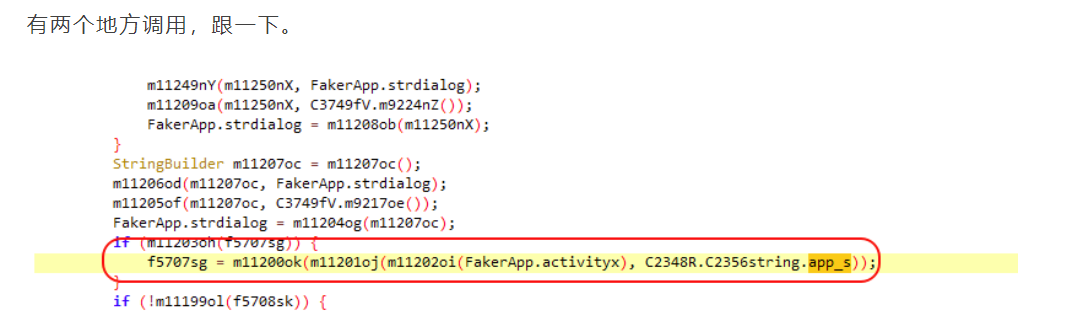 有两个地方调用，跟一下。
m11249nY(m11250nX, FakerApp.strdialog);
m11209oa(m11250nX, C3749fV.m9224nZ());
FakerApp.strdialog = m11208ob(m11250nX);
}
StringBuilder m11207oc = m11207oc();
m11206od(m11207oc, FakerApp.strdialog);
m11205of(m11207oc, C3749fV.m9217oe());
FakerApp.strdialog = m11204og(m11207oc);
if (m11203oh(f5707sg)) {
f5707sg = m11200ok(m11201oj(m11202oi(FakerApp.activityx), C2348R.C2356string.app_s));
}
if (!m11199ol(f5708sk)) {